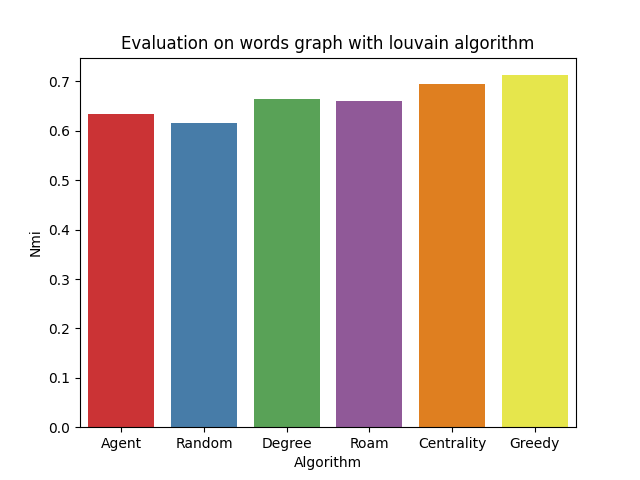 Evaluation on words graph with louvain algorithm
0.7
0.6
0.5
0.4
0.3
0.2
0.1
0.0
Nmi
Agent Random Degree Roam Centrality Greedy
Algorithm